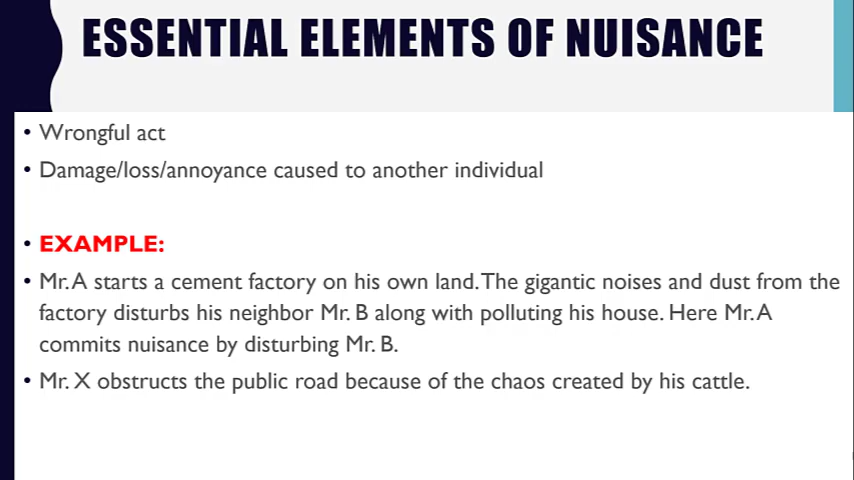 ESSENTIAL ELEMENTS OF NUISANCE
• Wrongful act
• Damage/loss/annoyance caused to another individual
• EXAMPLE:
• Mr. A starts a cement factory on his own land. The gigantic noises and dust from the
factory disturbs his neighbor Mr. B along with polluting his house. Here Mr. A
commits nuisance by disturbing Mr. B.
• Mr. X obstructs the public road because of the chaos created by his cattle.